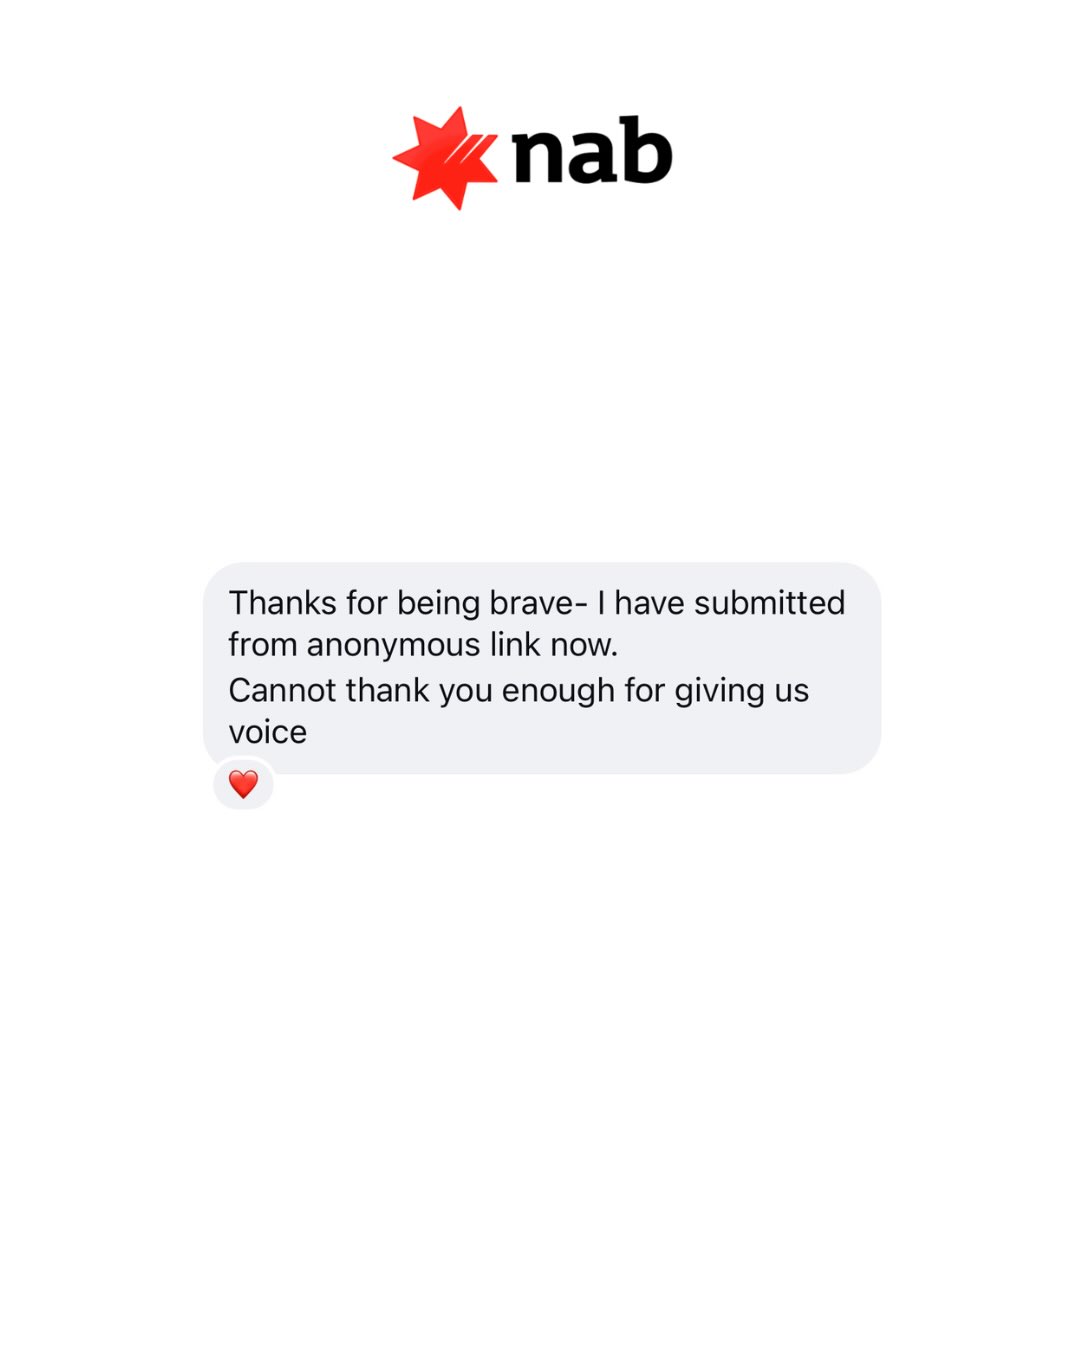 nab
Thanks for being brave- I have submitted
from anonymous link now.
Cannot thank you enough for giving us
voice